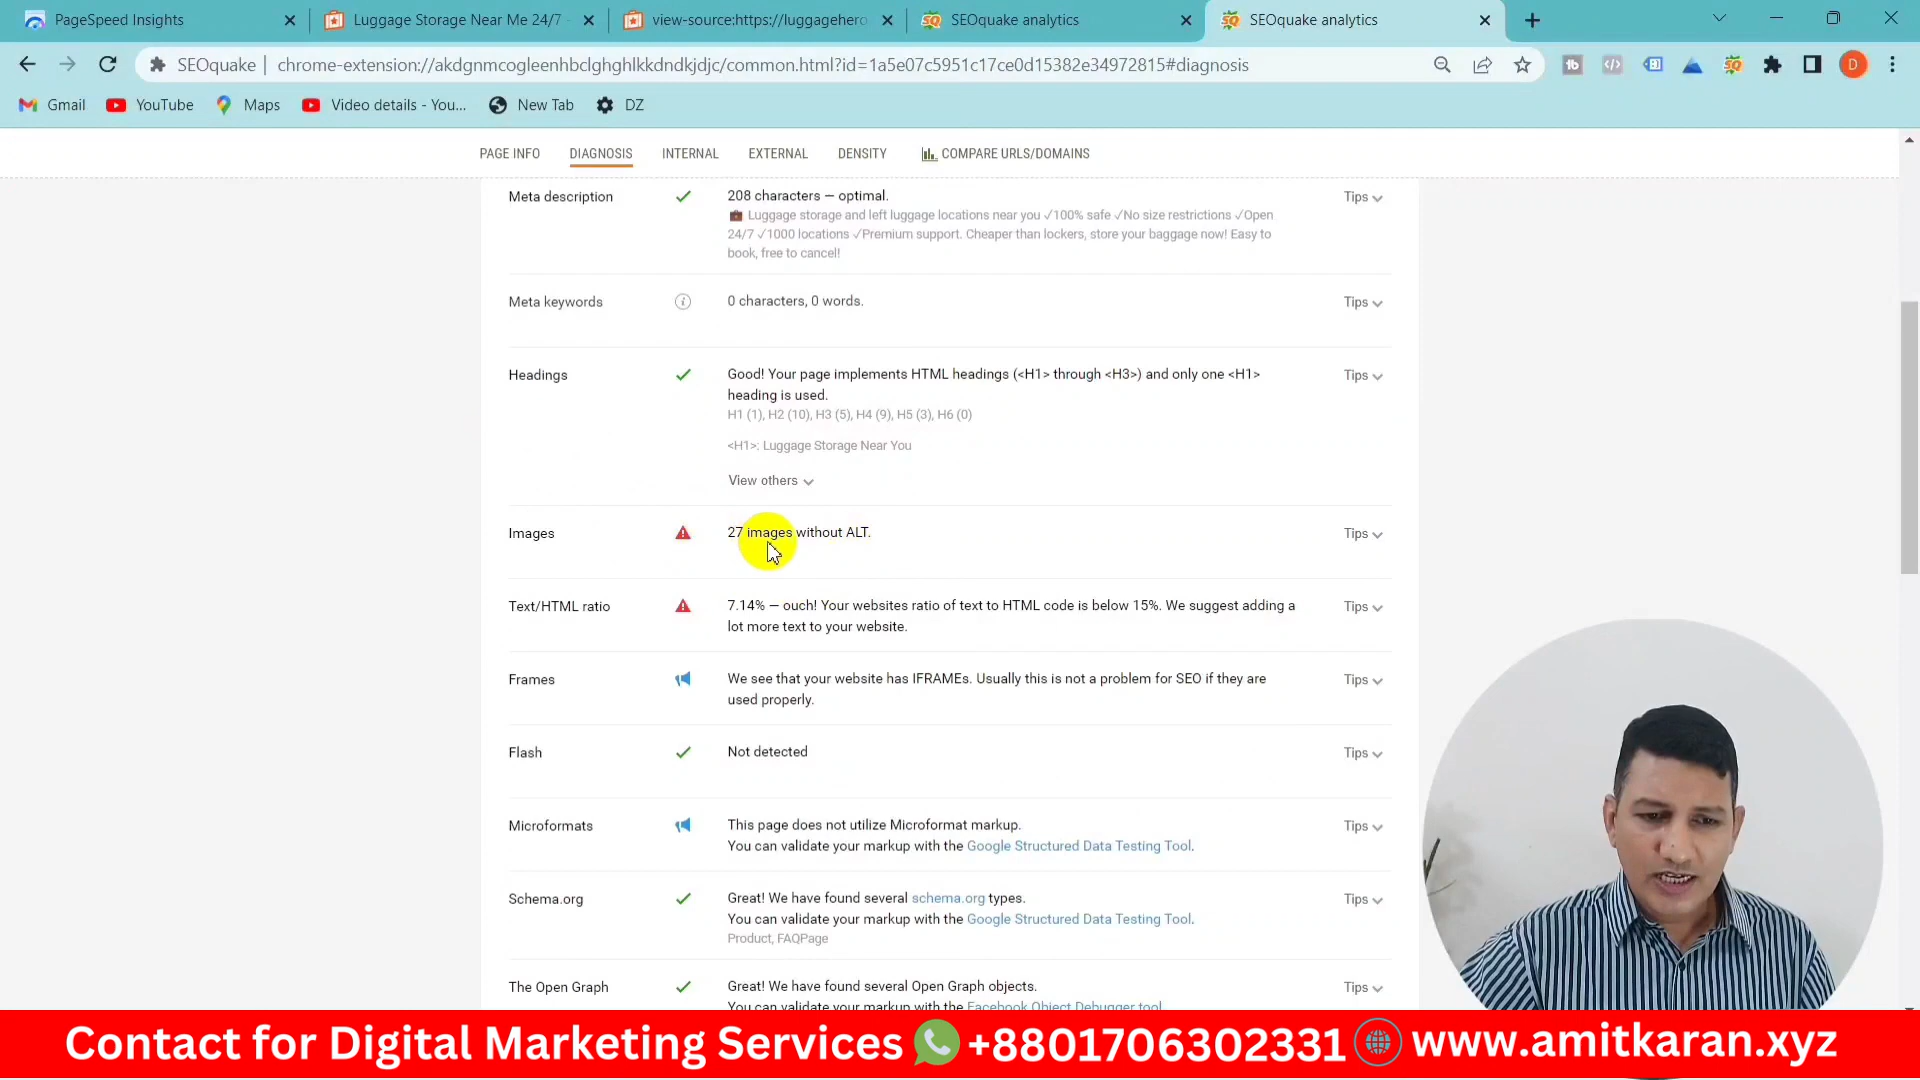 PageSpeed Insights
Luggage Storage Near Me 24/7 -
view-source:https://luggagehero
SEOquake analytics
SEOquake analytics
SEOquake | chrome-extension://akdgnmcogleenhbclghghlkkdndkjdjc/common.html?id=1a5e07c5951c17ce0d15382e34972815#diagnosis
D
Gmail
YouTube
Maps
Video details - You...
New Tab
DZ
PAGE INFO
DIAGNOSIS
INTERNAL
EXTERNAL
DENSITY
COMPARE URLS/DOMAINS
Meta description
208 characters — optimal.
Tips
Luggage storage and left luggage locations near you √100% safe √No size restrictions √Open
24/7 √1000 locations √Premium support. Cheaper than lockers, store your baggage now! Easy to
book, free to cancel!
Meta keywords
0 characters, 0 words.
Tips
Headings
Good! Your page implements HTML headings (<H1> through <H3>) and only one <H1>
heading is used.
Tips
H1 (1), H2 (10), H3 (5), H4 (9), H5 (3), H6 (0)
<H1>: Luggage Storage Near You
View others
Images
27 images without ALT.
Tips
Text/HTML ratio
7.14% — ouch! Your websites ratio of text to HTML code is below 15%. We suggest adding a
lot more text to your website.
Tips
Frames
We see that your website has IFRAMEs. Usually this is not a problem for SEO if they are
used properly.
Tips
Flash
Not detected
Tips
Microformats
This page does not utilize Microformat markup.
You can validate your markup with the Google Structured Data Testing Tool.
Tips
Schema.org
Great! We have found several schema.org types.
You can validate your markup with the Google Structured Data Testing Tool.
Product, FAQPage
Tips
The Open Graph
Great! We have found several Open Graph objects.
You can validate your markup with the Facebook Object Debugger tool
Tips
Contact for Digital Marketing Services +8801706302331 www.amitkaran.xyz